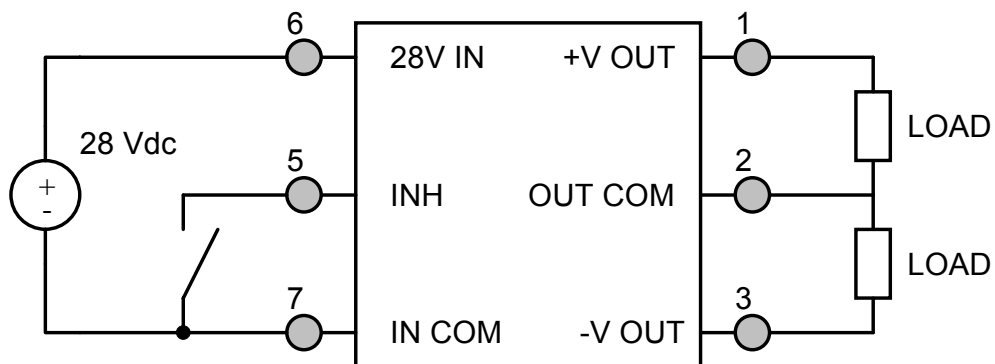 6
1
28V IN
+V OUT
28 Vdc
LOAD
5
2
+
-
INH
OUT COM
7
3
LOAD
IN COM
-V OUT